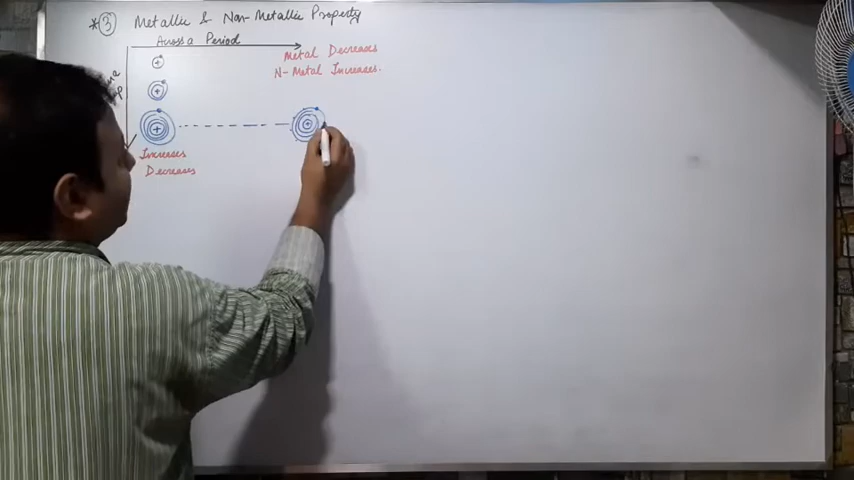 *③ Metallic & Non-Metallic Property
Across a Period
Metal Decreases
N-Metal Increases.
+
+
+
+
Increases
Decreases